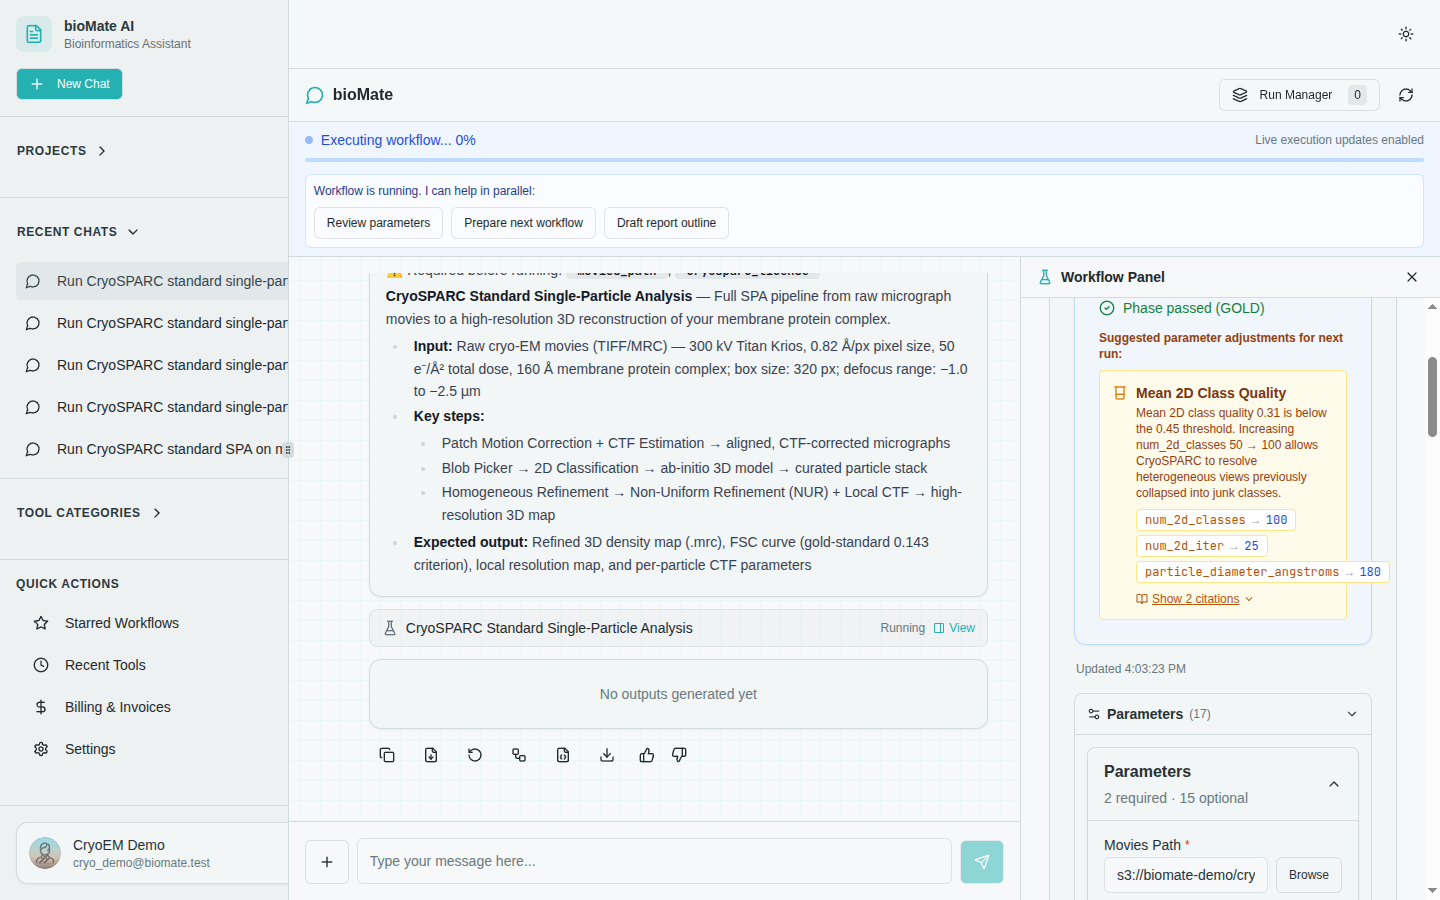 bioMate AI
Bioinformatics Assistant
New Chat
PROJECTS
RECENT CHATS
Run CryoSPARC standard single-par
Run CryoSPARC standard single-par
Run CryoSPARC standard single-par
Run CryoSPARC standard single-par
Run CryoSPARC standard SPA on m
TOOL CATEGORIES
QUICK ACTIONS
Starred Workflows
Recent Tools
Billing & Invoices
Settings
CryoEM Demo
cryo_demo@biomate.test
bioMate
Run Manager 0
Executing workflow... 0%
Live execution updates enabled
Workflow is running. I can help in parallel:
Review parameters
Prepare next workflow
Draft report outline
Required before running: movies_path, cryosparc_license
CryoSPARC Standard Single-Particle Analysis — Full SPA pipeline from raw micrograph
movies to a high-resolution 3D reconstruction of your membrane protein complex.
Input: Raw cryo-EM movies (TIFF/MRC) — 300 kV Titan Krios, 0.82 Å/px pixel size, 50
e⁻/Å² total dose, 160 Å membrane protein complex; box size: 320 px; defocus range: −1.0
to −2.5 µm
Key steps:
Patch Motion Correction + CTF Estimation → aligned, CTF-corrected micrographs
Blob Picker → 2D Classification → ab-initio 3D model → curated particle stack
Homogeneous Refinement → Non-Uniform Refinement (NUR) + Local CTF → high-
resolution 3D map
Expected output: Refined 3D density map (.mrc), FSC curve (gold-standard 0.143
criterion), local resolution map, and per-particle CTF parameters
CryoSPARC Standard Single-Particle Analysis
Running
View
No outputs generated yet
Type your message here...
Workflow Panel
Phase passed (GOLD)
Suggested parameter adjustments for next
run:
Mean 2D Class Quality
Mean 2D class quality 0.31 is below
the 0.45 threshold. Increasing
num_2d_classes 50 → 100 allows
CryoSPARC to resolve
heterogeneous views previously
collapsed into junk classes.
num_2d_classes → 100
num_2d_iter → 25
particle_diameter_angstroms → 180
Show 2 citations
Updated 4:03:23 PM
Parameters (17)
Parameters
2 required · 15 optional
Movies Path *
s3://biomate-demo/cry
Browse